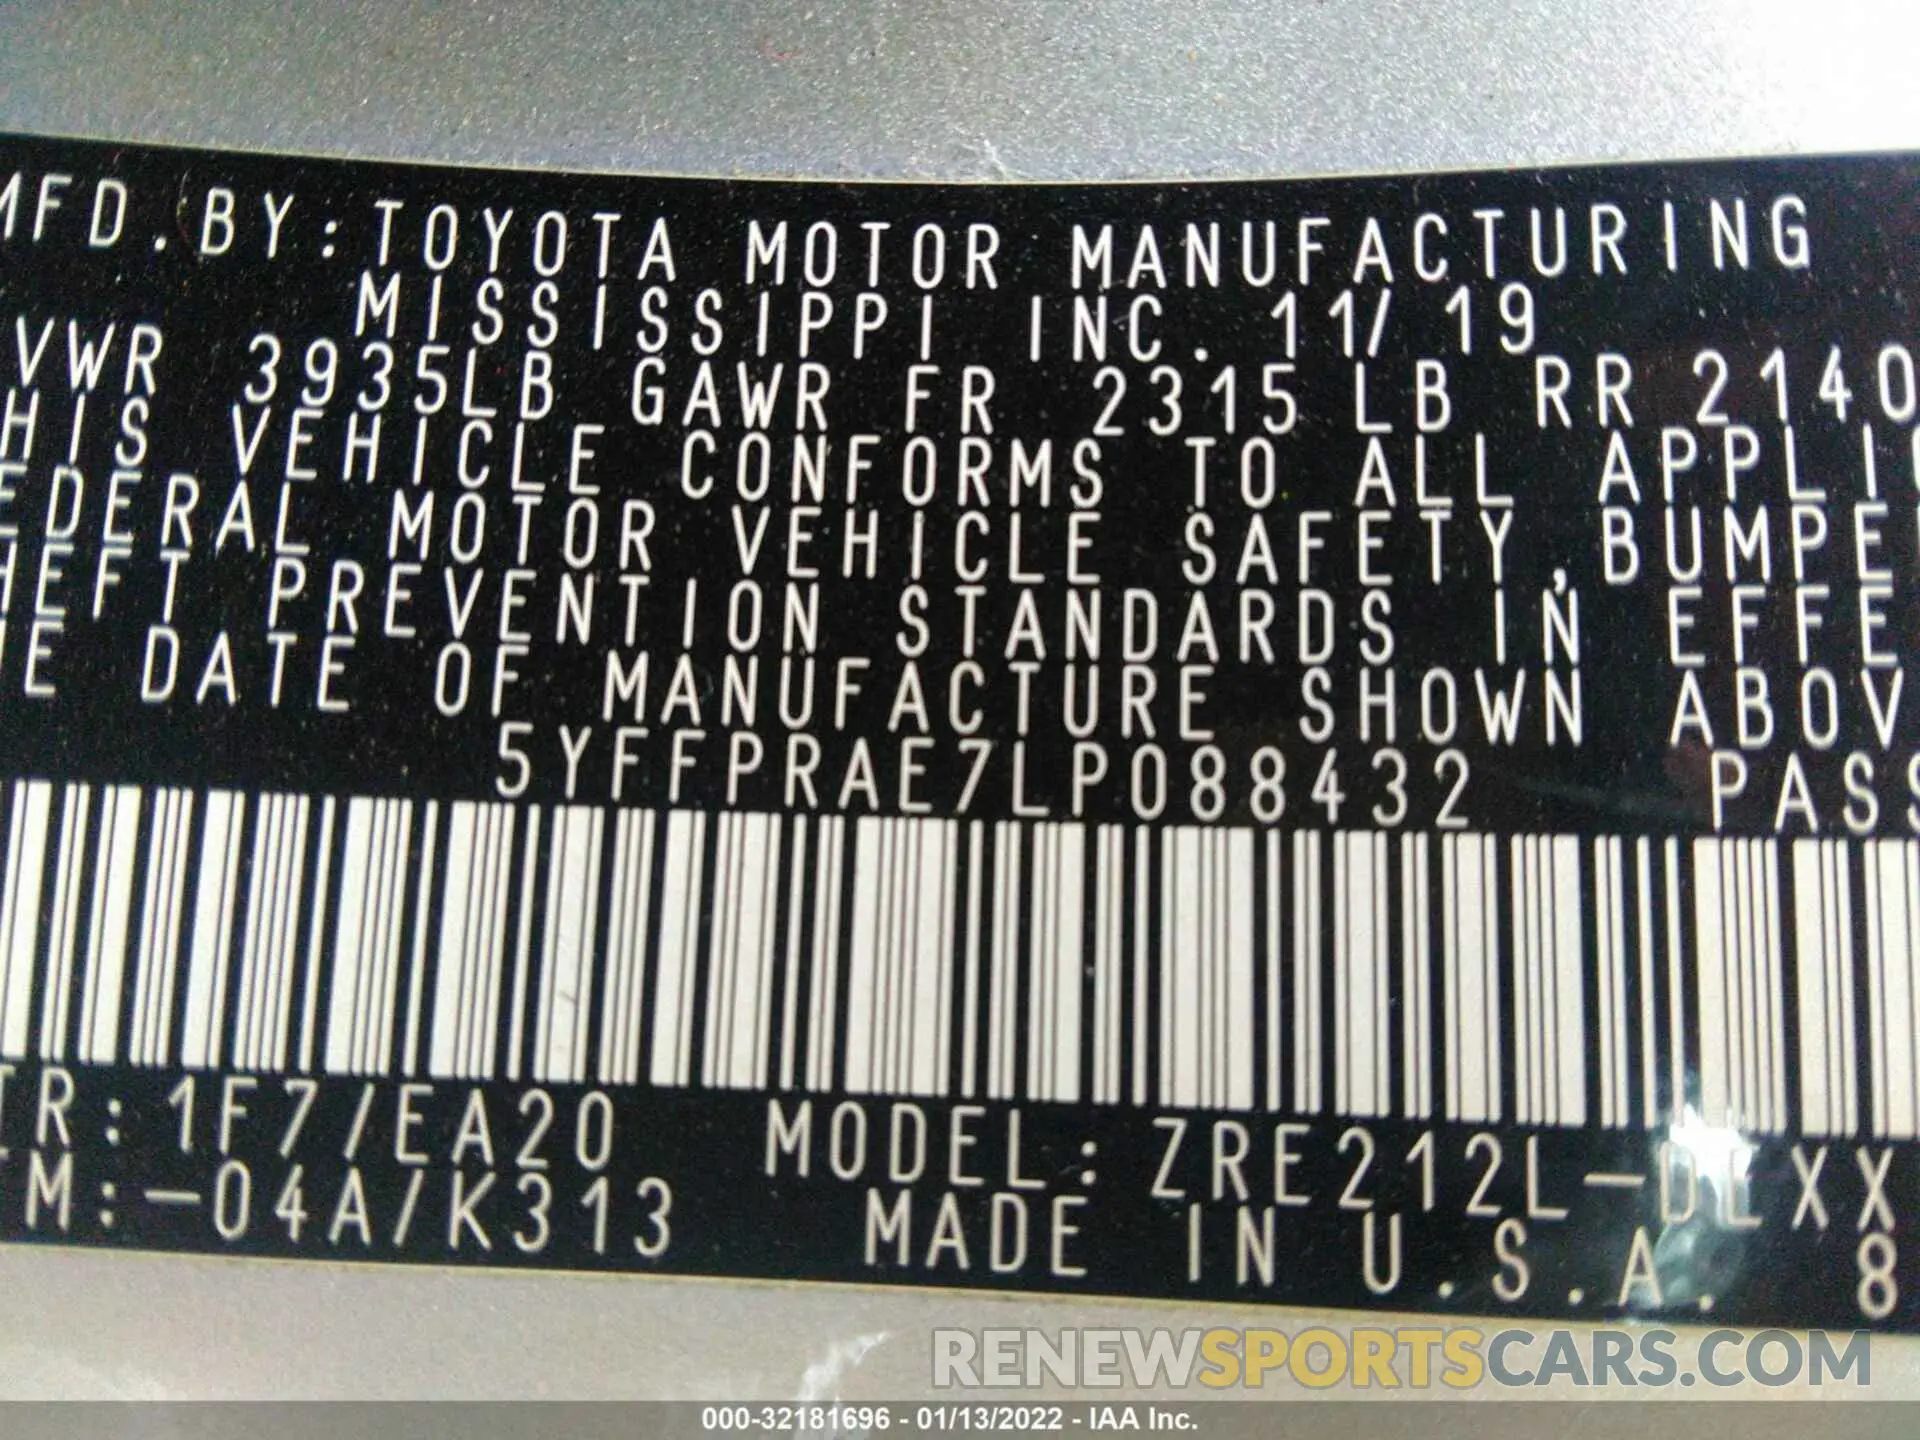 MFD.BY:TOYOTA MOTOR MANUFACTURING
MISSISSIPPI INC. 11/19
VWR 3935LB GAWR FR 2315 LB RR 2140
HIS VEHICLE CONFORMS TO ALL APPLI
EDERAL MOTOR VEHICLE SAFETY, BUMPE
HEFT PREVENTION STANDARDS IN EFFE
HE DATE OF MANUFACTURE SHOWN ABOV
5YFFPRAE7LP088432 PASS
TR:1F7/EA20 MODEL:ZRE212L-DEXX
TM:-04A/K313 MADE IN U.S.A. 8
RENEWSPORTSCARS.COM
000-32181696 - 01/13/2022 - IAA Inc.